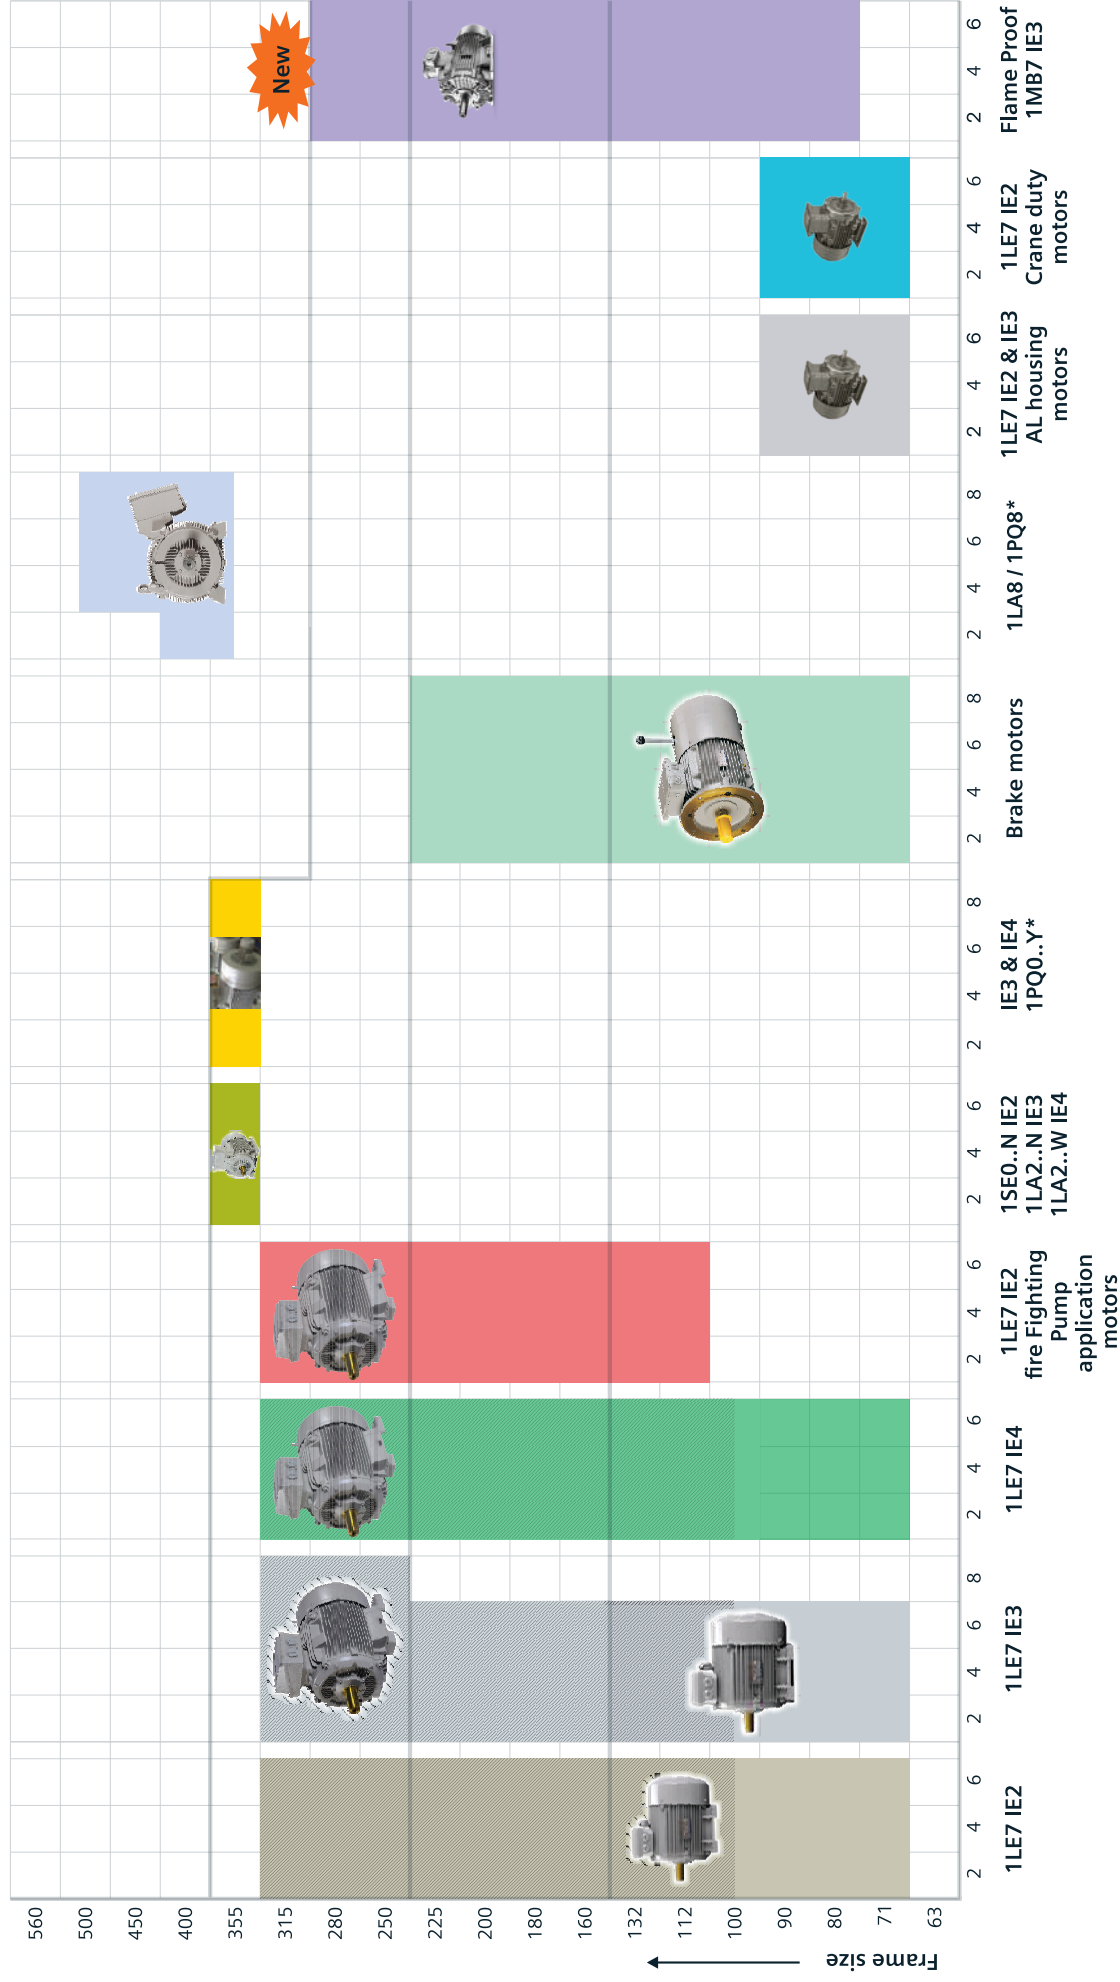 Frame size
560
500
450
400
355
315
280
250
225
200
180
160
132
112
100
90
80
71
63
New
2 4 6
2 4 6 8
2 4 6
2 4 6
2 4 6
2 4 6 8
2 4 6 8
2 4 6 8
2 4 6
2 4 6
2 4 6
1LE7 IE2
1LE7 IE3
1LE7 IE4
1LE7 IE2
fire Fighting
Pump
application
motors
1SE0..N IE2
1LA2..N IE3
1LA2..W IE4
IE3 & IE4
1PQ0..Y*
Brake motors
1LA8 / 1PQ8*
1LE7 IE2 & IE3
AL housing
motors
1LE7 IE2
Crane duty
motors
Flame Proof
1MB7 IE3